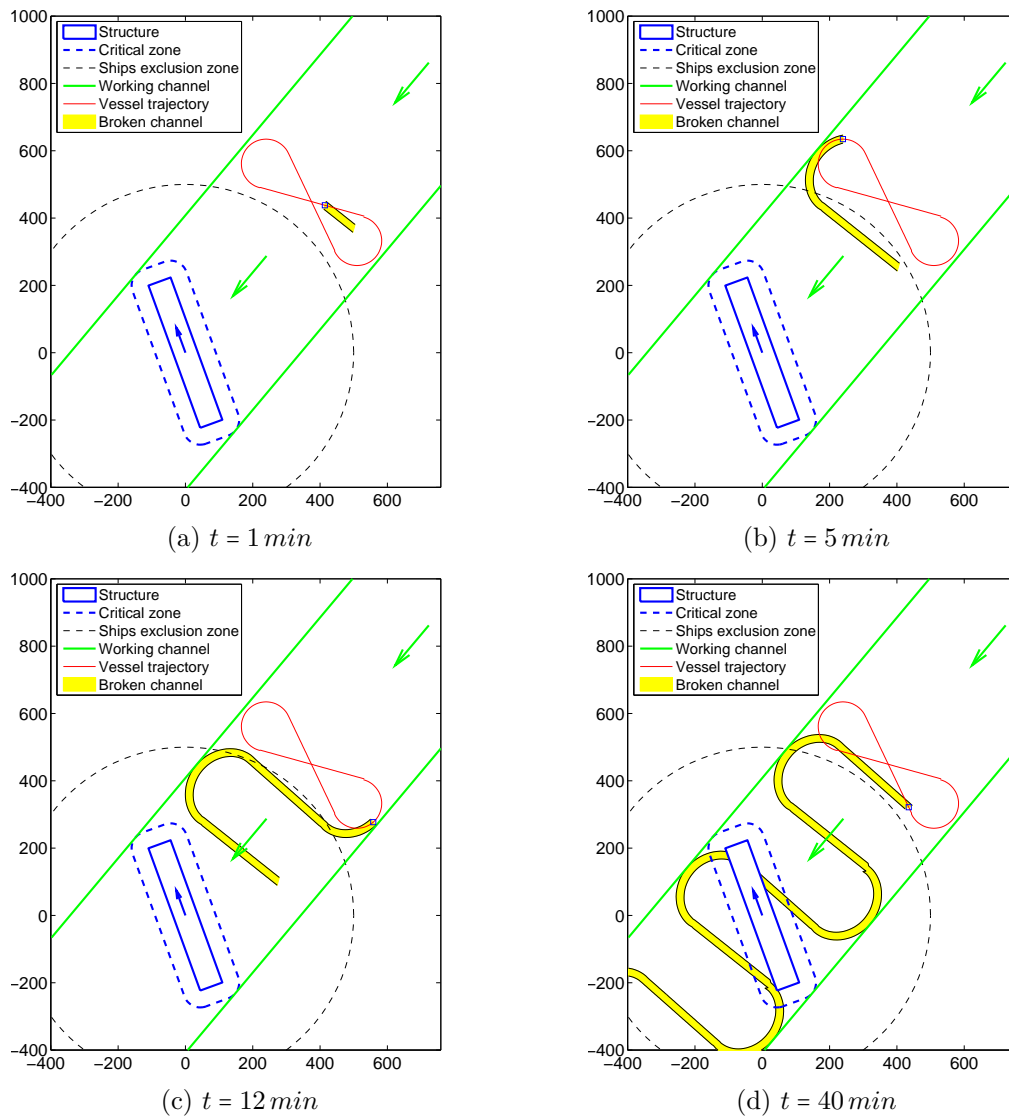 1000
800
600
400
200
0
−200
−400
−400 −200 0 200 400 600
Structure
Critical zone
Ships exclusion zone
Working channel
Vessel trajectory
Broken channel
(a) t = 1 min
1000
800
600
400
200
0
−200
−400
−400 −200 0 200 400 600
Structure
Critical zone
Ships exclusion zone
Working channel
Vessel trajectory
Broken channel
(b) t = 5 min
1000
800
600
400
200
0
−200
−400
−400 −200 0 200 400 600
Structure
Critical zone
Ships exclusion zone
Working channel
Vessel trajectory
Broken channel
(c) t = 12 min
1000
800
600
400
200
0
−200
−400
−400 −200 0 200 400 600
Structure
Critical zone
Ships exclusion zone
Working channel
Vessel trajectory
Broken channel
(d) t = 40 min